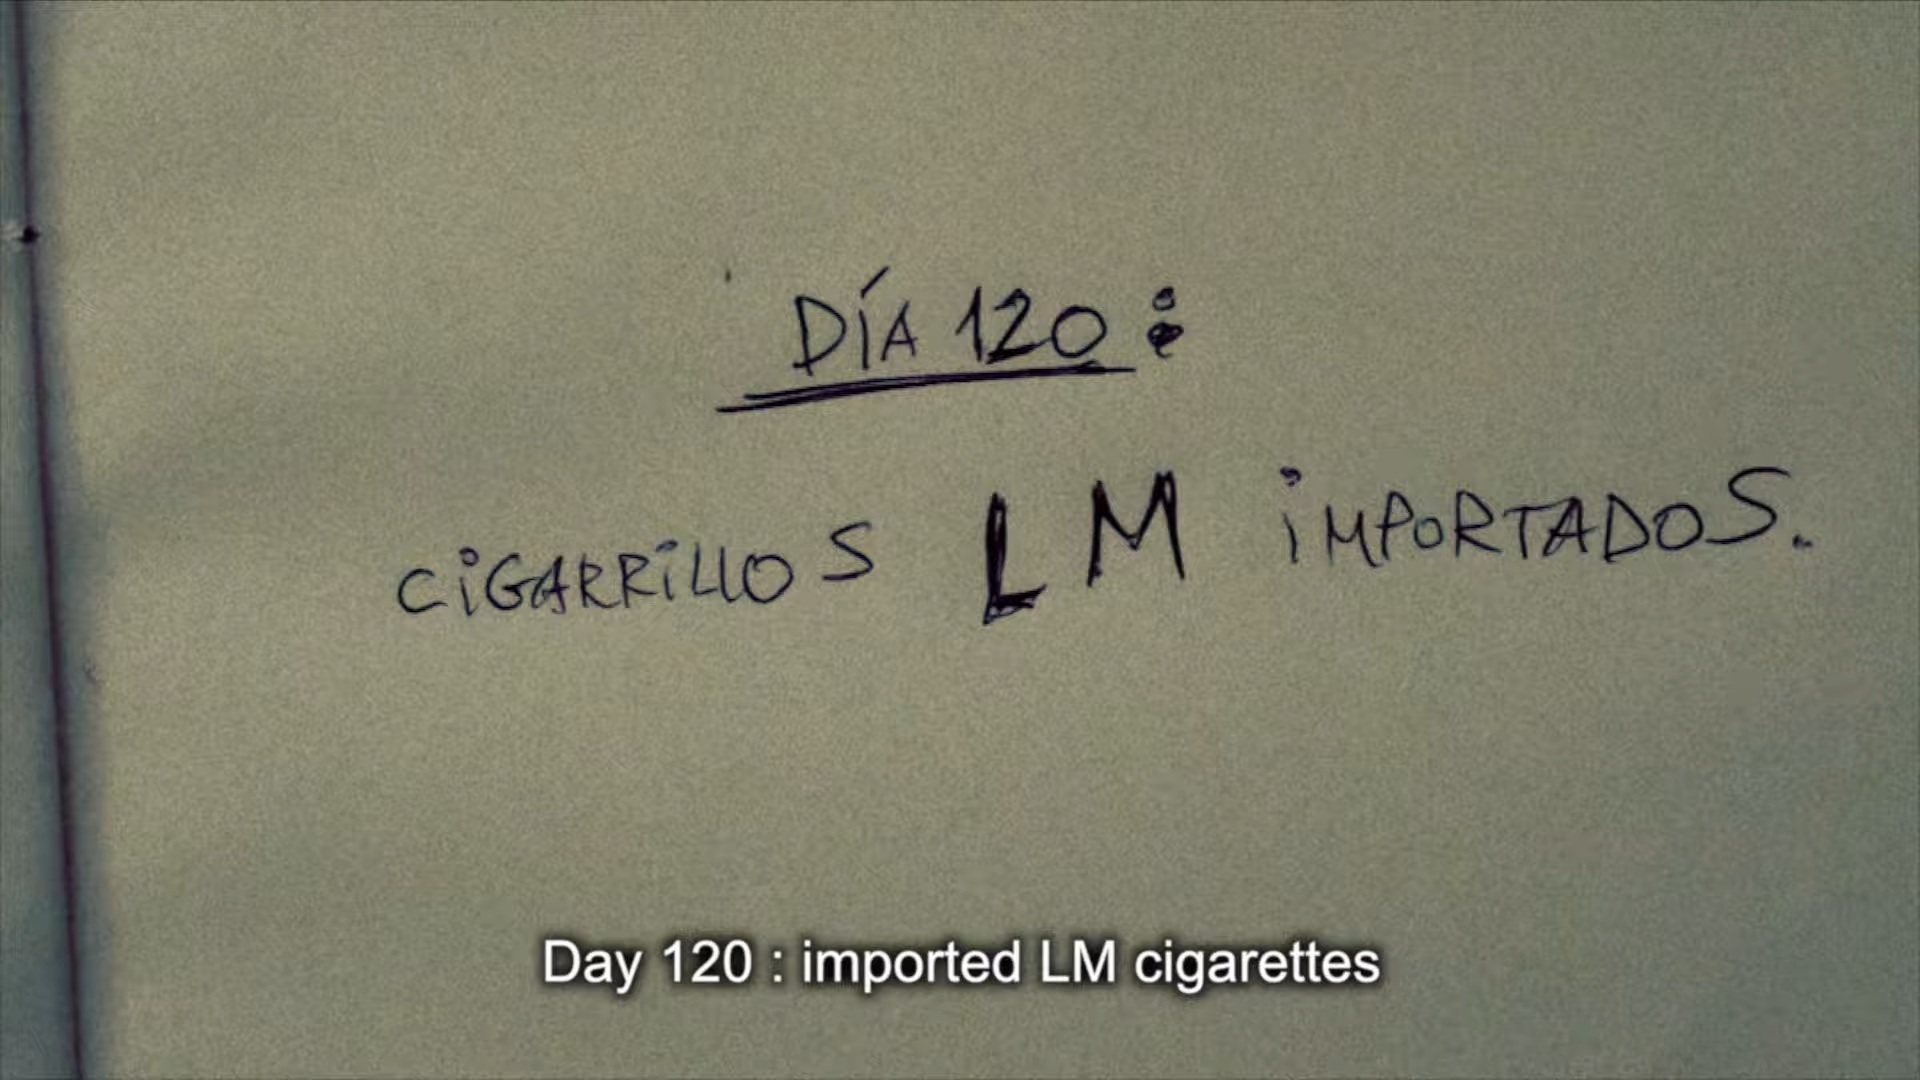 DÍA 120:
CiGARRiLLOS LM iMPORTADOS.
Day 120 : imported LM cigarettes